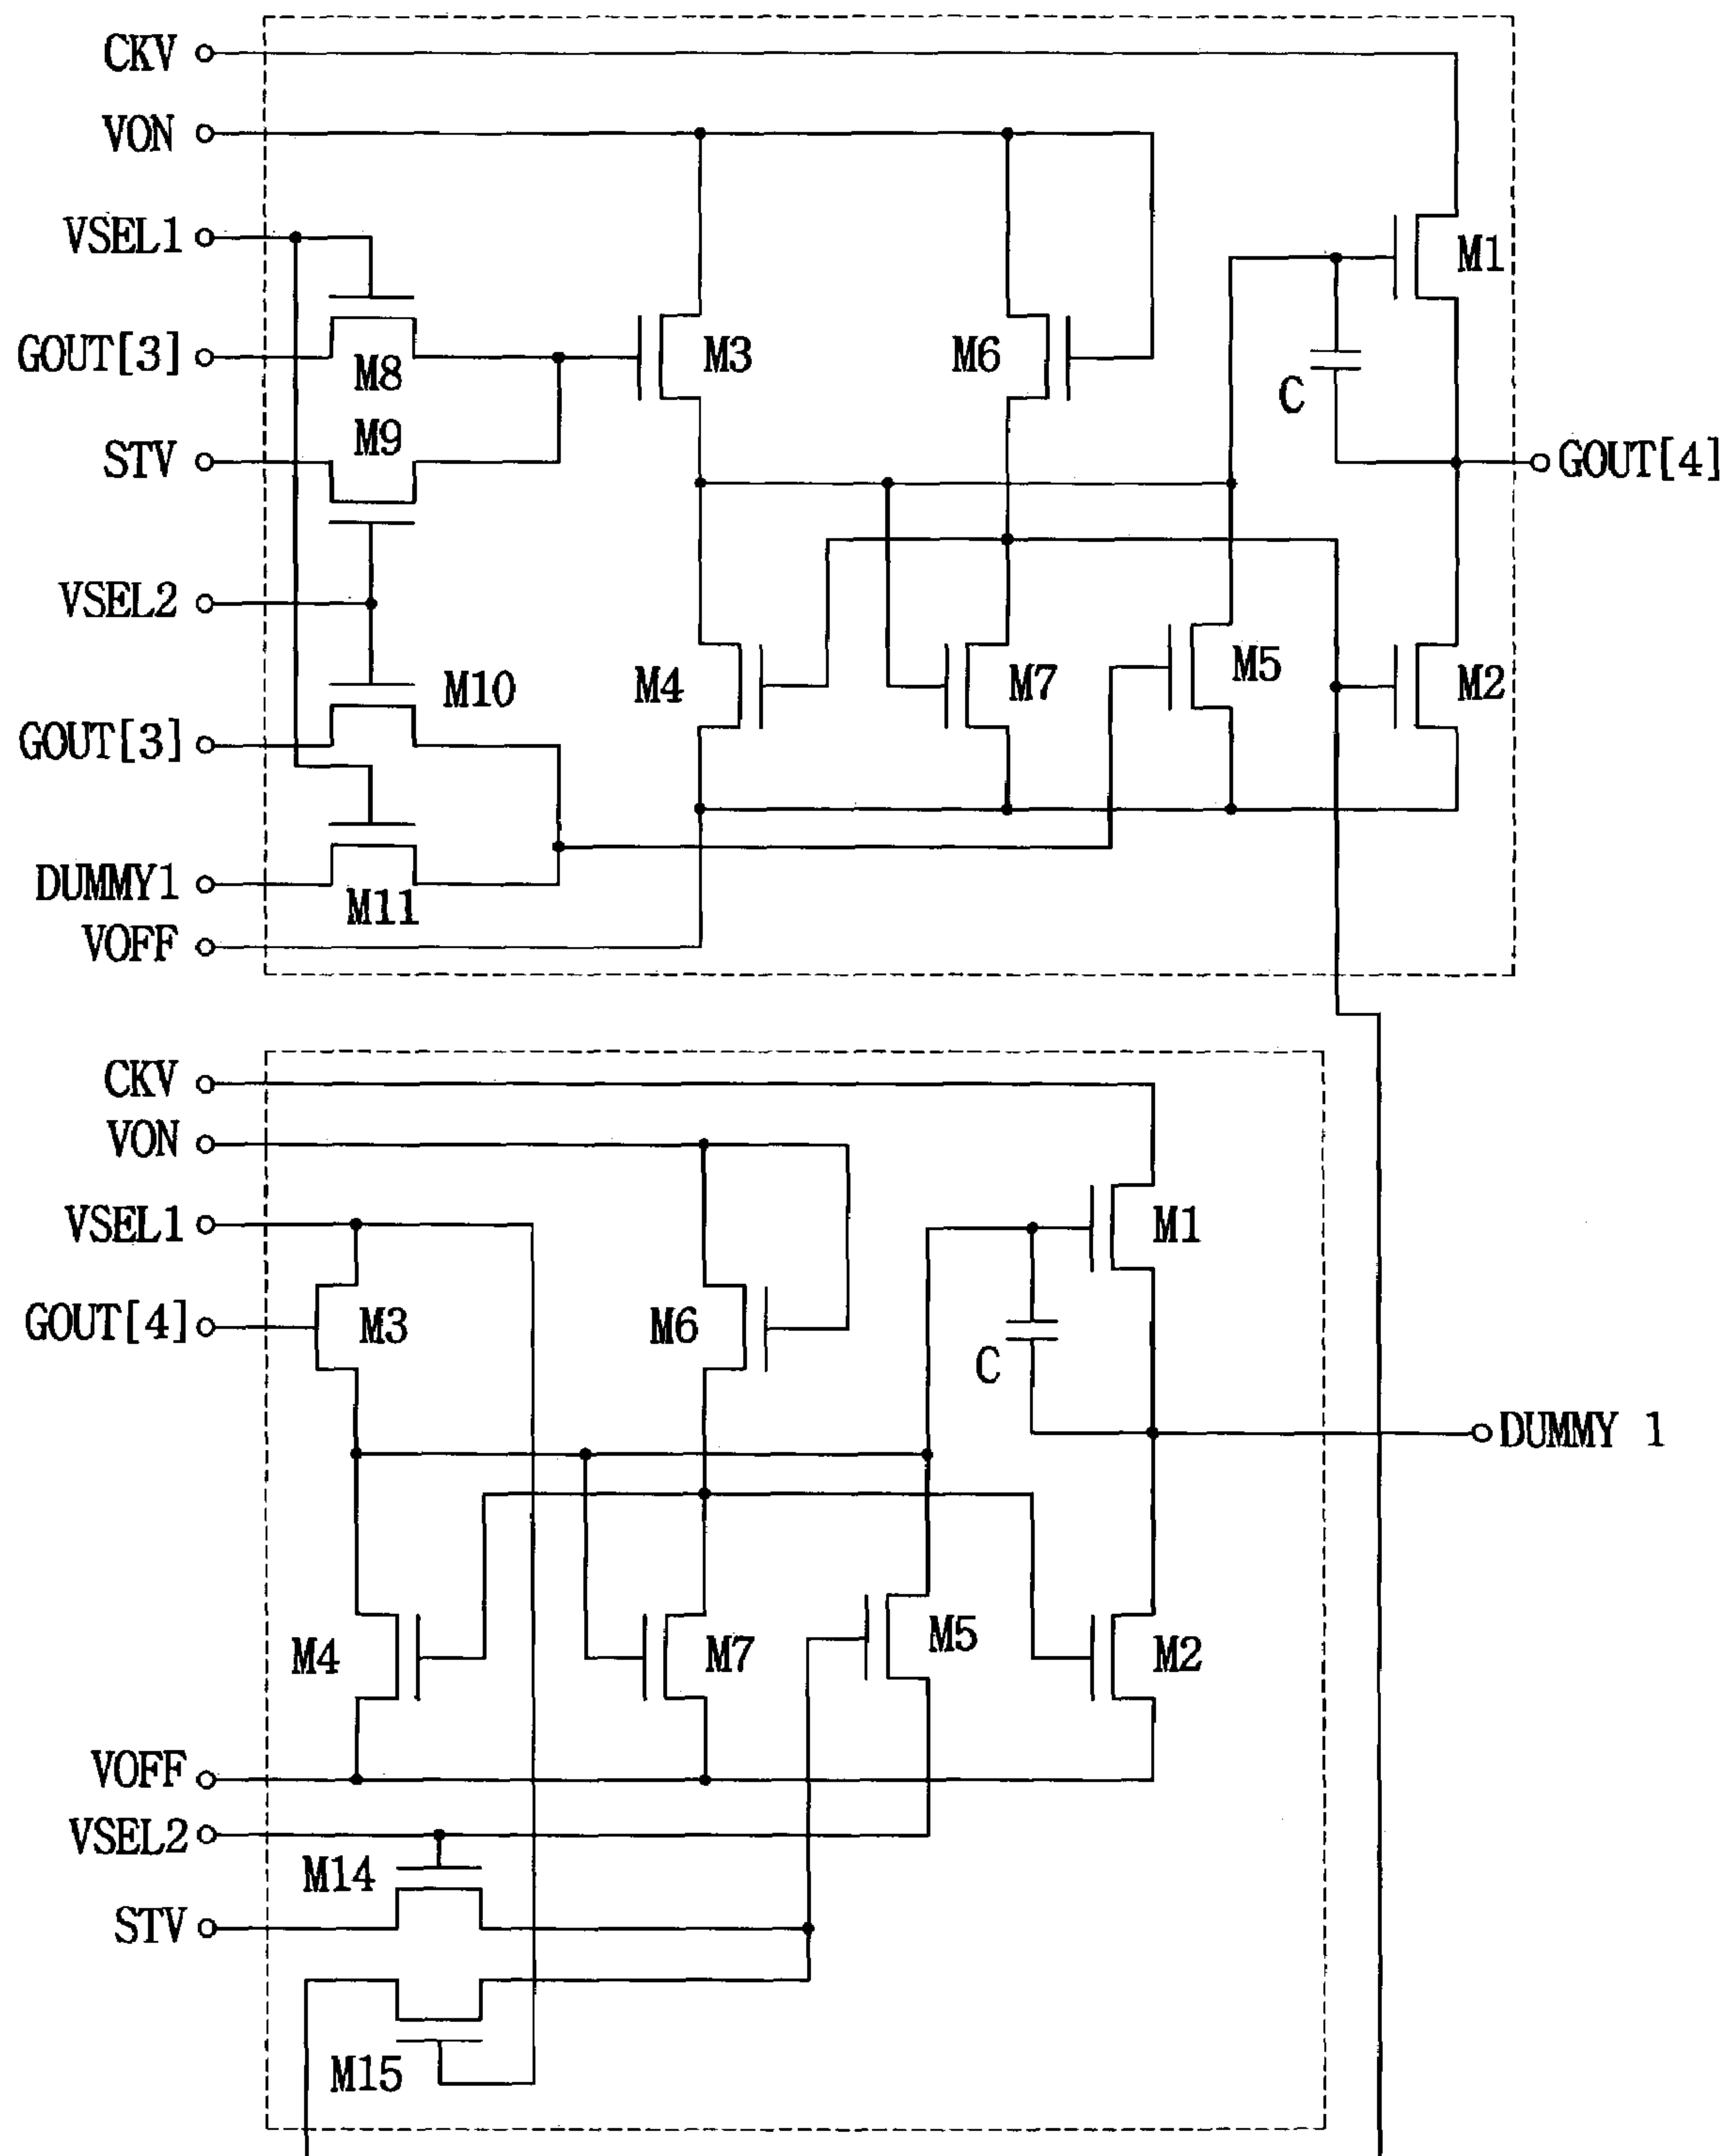 CKV
VON
VSEL1
M1
GOUT[3]
M3
M6
M8
C
M9
STV
GOUT[4]
VSEL2
M10
M4
M7
M5
M2
GOUT[3]
DUMMY1
M11
VOFF
CKV
VON
VSEL1
M1
GOUT[4]
M3
M6
C
DUMMY 1
M4
M7
M5
M2
VOFF
VSEL2
M14
STV
M15